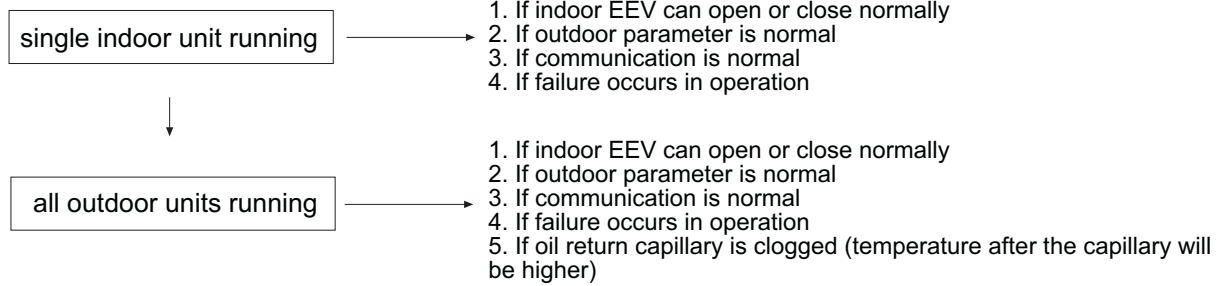 single indoor unit running
1. If indoor EEV can open or close normally
2. If outdoor parameter is normal
3. If communication is normal
4. If failure occurs in operation
all outdoor units running
1. If indoor EEV can open or close normally
2. If outdoor parameter is normal
3. If communication is normal
4. If failure occurs in operation
5. If oil return capillary is clogged (temperature after the capillary will
be higher)